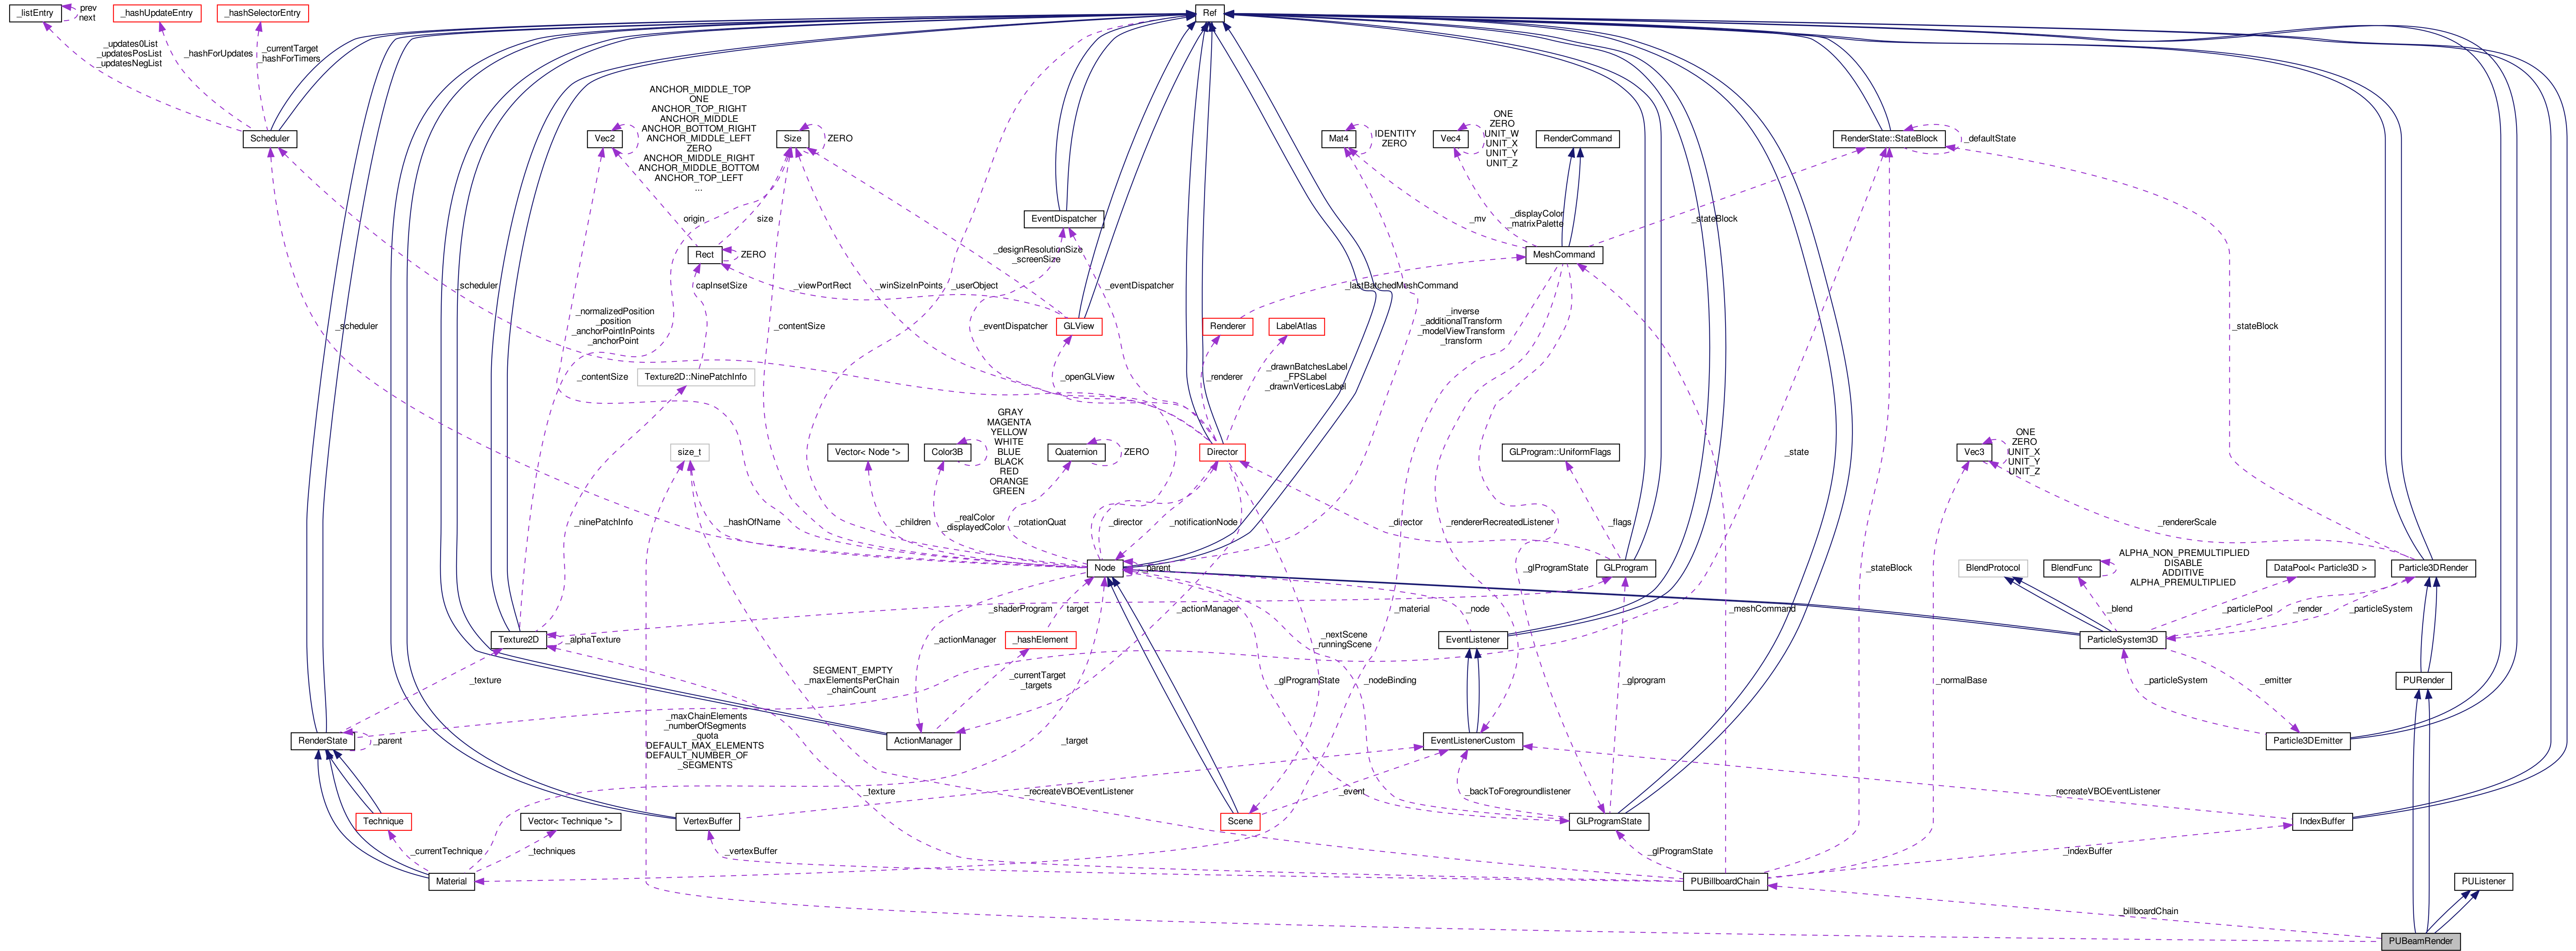 _listEntry
prev
next
_hashUpdateEntry
_hashSelectorEntry
Ref
_updates0List
_updatesPosList
_updatesNegList
_hashForUpdates
_currentTarget
_hashForTimers
Scheduler
Vec2
ANCHOR_MIDDLE_TOP
ONE
ANCHOR_TOP_RIGHT
ANCHOR_MIDDLE
ANCHOR_BOTTOM_RIGHT
ANCHOR_MIDDLE_LEFT
ZERO
ANCHOR_MIDDLE_RIGHT
ANCHOR_MIDDLE_BOTTOM
ANCHOR_TOP_LEFT
...
Size
ZERO
Mat4
IDENTITY
ZERO
Vec4
ONE
ZERO
UNIT_W
UNIT_X
UNIT_Y
UNIT_Z
RenderCommand
RenderState::StateBlock
_defaultState
origin
size
EventDispatcher
_mv
_displayColor
_matrixPalette
_stateBlock
Rect
ZERO
_designResolutionSize
_screenSize
MeshCommand
_scheduler
capInsetSize
_viewPortRect
_winSizeInPoints
_userObject
_eventDispatcher
_lastBatchedMeshCommand
_scheduler
_normalizedPosition
_position
_anchorPointInPoints
_anchorPoint
_contentSize
_eventDispatcher
GLView
Renderer
LabelAtlas
_inverse
_additionalTransform
_modelViewTransform
_transform
_stateBlock
_contentSize
Texture2D::NinePatchInfo
_openGLView
_renderer
_drawnBatchesLabel
_FPSLabel
_drawnVerticesLabel
size_t
Vector< Node *>
Color3B
GRAY
MAGENTA
YELLOW
WHITE
BLUE
BLACK
RED
ORANGE
GREEN
Quaternion
ZERO
Director
GLProgram::UniformFlags
_state
Vec3
ONE
ZERO
UNIT_X
UNIT_Y
UNIT_Z
_ninePatchInfo
_hashOfName
_children
_realColor
_displayedColor
_rotationQuat
_director
_notificationNode
_director
_rendererRecreatedListener
_flags
_rendererScale
Node
_parent
_glProgramState
GLProgram
BlendProtocol
BlendFunc
ALPHA_NON_PREMULTIPLIED
DISABLE
ADDITIVE
ALPHA_PREMULTIPLIED
DataPool< Particle3D >
Particle3DRender
_shaderProgram
target
_actionManager
_material
_node
_stateBlock
_meshCommand
_blend
_particlePool
_render
_particleSystem
Texture2D
_alphaTexture
_actionManager
_hashElement
_nextScene
_runningScene
EventListener
ParticleSystem3D
_texture
SEGMENT_EMPTY
_maxElementsPerChain
_chainCount
_currentTarget
_targets
_glProgramState
_nodeBinding
_glprogram
_normalBase
_particleSystem
_emitter
PURender
_maxChainElements
_numberOfSegments
_quota
DEFAULT_MAX_ELEMENTS
DEFAULT_NUMBER_OF
_SEGMENTS
RenderState
_parent
ActionManager
_target
EventListenerCustom
Particle3DEmitter
_texture
_recreateVBOEventListener
_event
_backToForegroundlistener
_recreateVBOEventListener
Technique
Vector< Technique *>
VertexBuffer
Scene
GLProgramState
IndexBuffer
_currentTechnique
_techniques
_vertexBuffer
_glProgramState
_indexBuffer
Material
PUBillboardChain
PUListener
_billboardChain
PUBeamRender